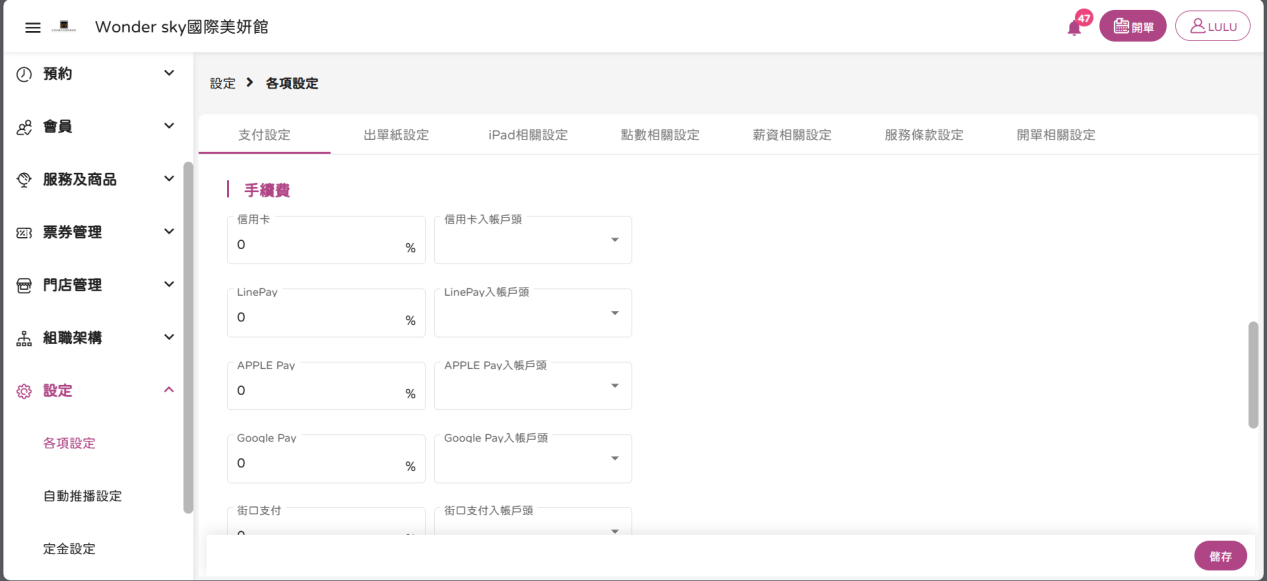 Wonder sky國際美妍館
47
開單
LULU
預約
會員
服務及商品
票券管理
門店管理
組職架構
設定
各項設定
自動推播設定
定金設定
設定 > 各項設定
支付設定 出單紙設定 iPad相關設定 點數相關設定 薪資相關設定 服務條款設定 開單相關設定
手續費
信用卡 信用卡入帳戶頭
0 %
LinePay LinePay入帳戶頭
0 %
APPLE Pay APPLE Pay入帳戶頭
0 %
Google Pay Google Pay入帳戶頭
0 %
街口支付 街口支付入帳戶頭
儲存